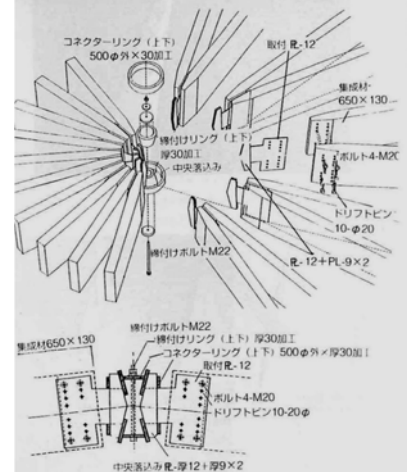 コネクターリング（上下）
500φ外×30加工
取付PL-12
集成材
650×130
締付けリング（上下）
厚30加工
中央落込み
ボルト4-M20
ドリフトピン
10-φ20
PL-12+PL-9×2
締付けボルトM22
締付けボルトM22
締付けリング（上下）厚30加工
コネクターリング（上下）500φ外×厚30加工
集成材650×130
取付PL-12
ボルト4-M20
ドリフトピン10-20φ
中央落込みPL-厚12+厚9×2